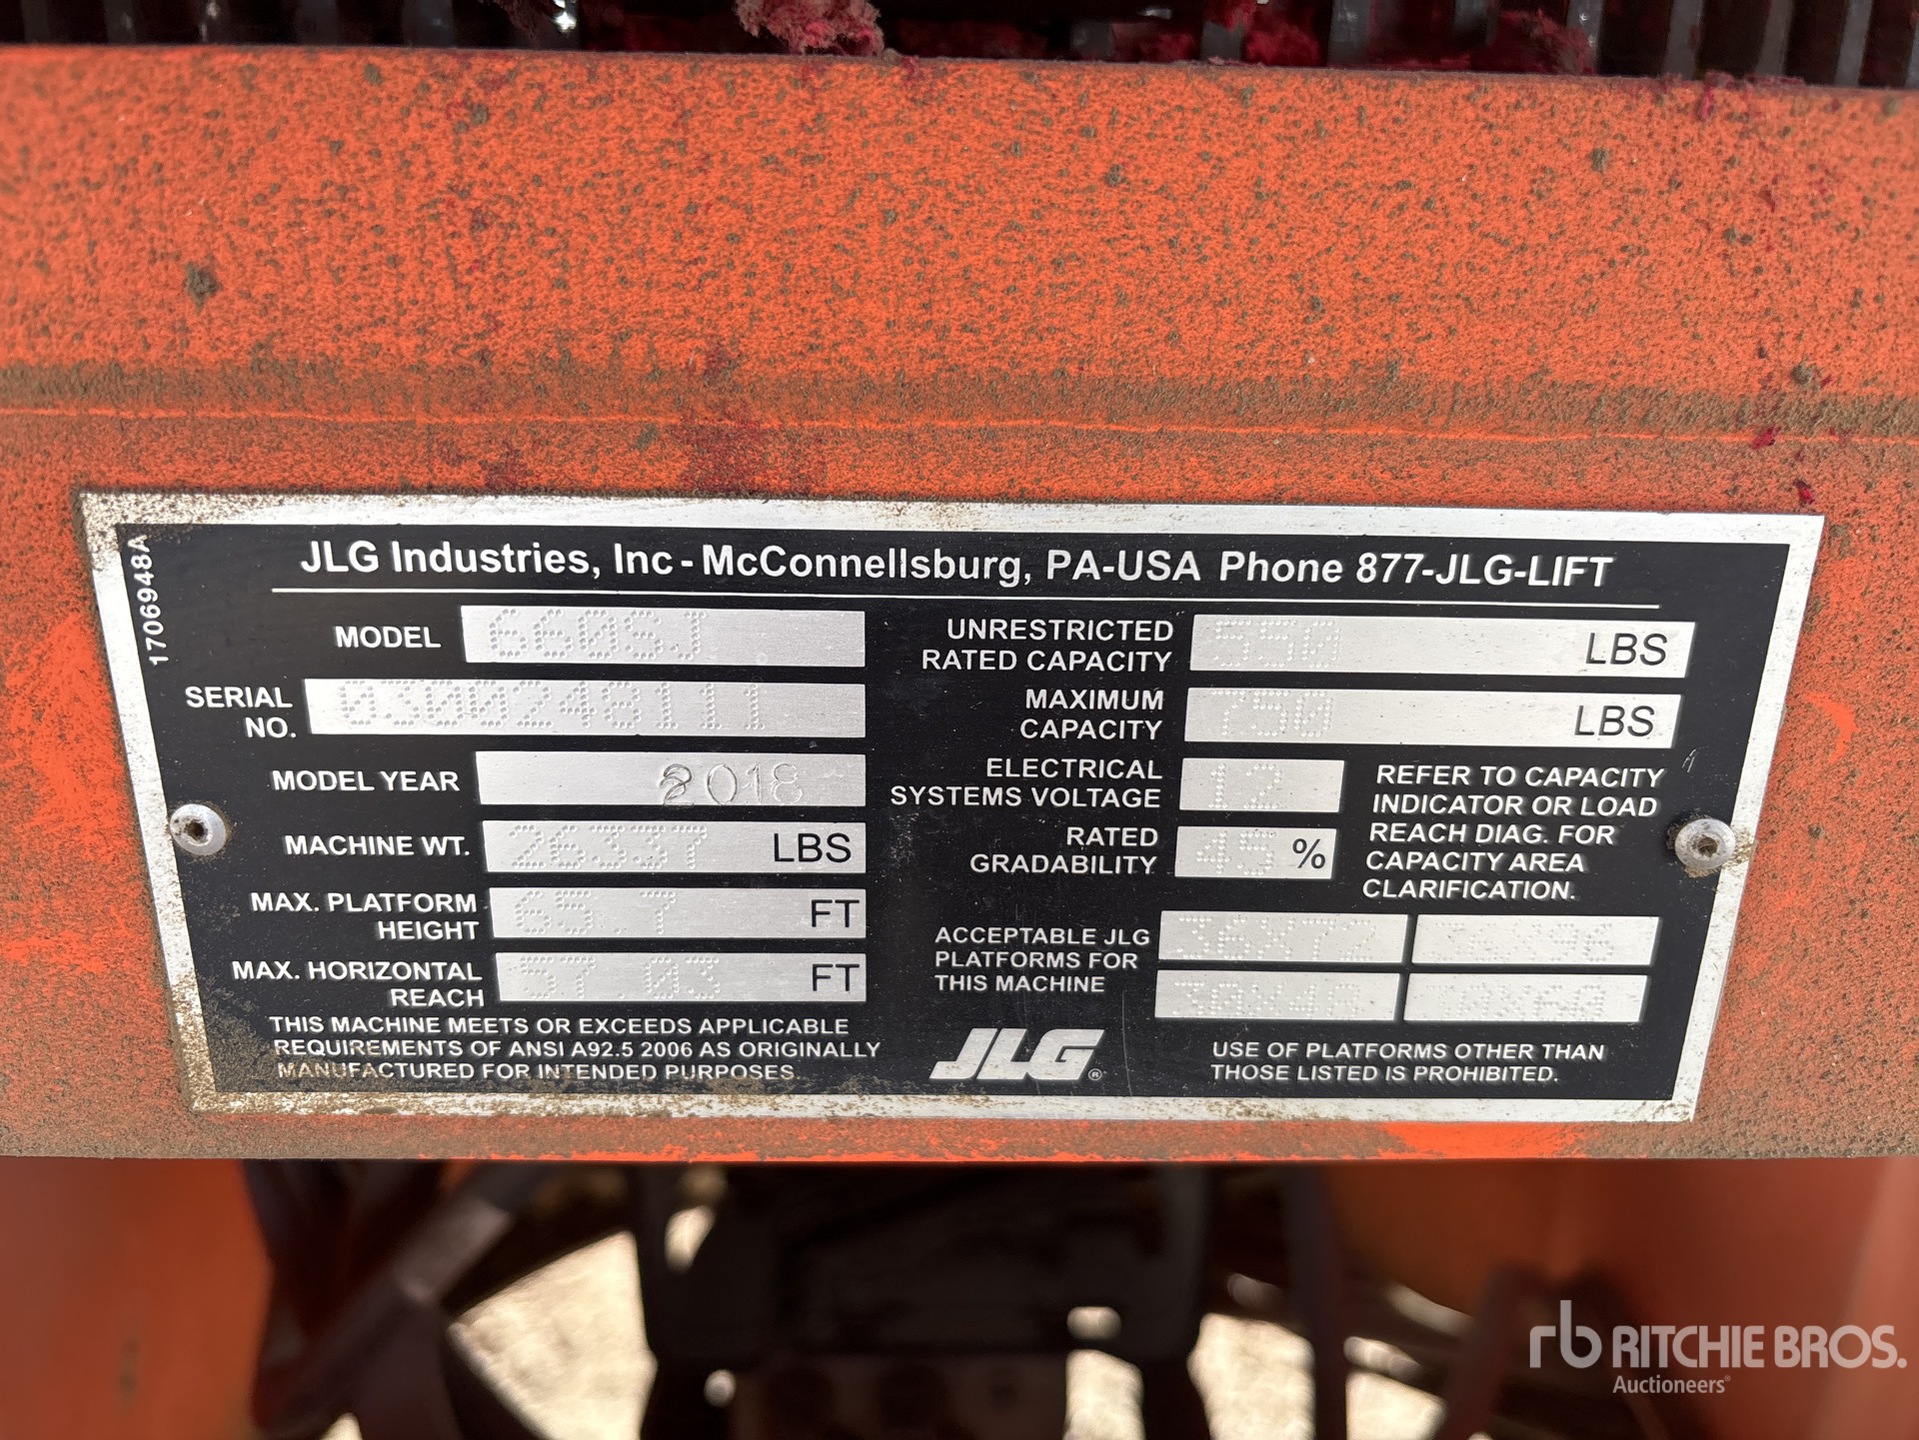 JLG Industries, Inc - McConnellsburg, PA-USA Phone 877-JLG-LIFT
1706948A
MODEL 660SJ
SERIAL NO. 0300248111
MODEL YEAR 2018
MACHINE WT. 26337 LBS
MAX. PLATFORM HEIGHT 65.7 FT
MAX. HORIZONTAL REACH 57.03 FT
THIS MACHINE MEETS OR EXCEEDS APPLICABLE
REQUIREMENTS OF ANSI A92.5 2006 AS ORIGINALLY
MANUFACTURED FOR INTENDED PURPOSES.
UNRESTRICTED RATED CAPACITY 550 LBS
MAXIMUM CAPACITY 750 LBS
ELECTRICAL SYSTEMS VOLTAGE 12
RATED GRADABILITY 45 %
REFER TO CAPACITY
INDICATOR OR LOAD
REACH DIAG. FOR
CAPACITY AREA
CLARIFICATION.
ACCEPTABLE JLG
PLATFORMS FOR
THIS MACHINE
36X72
30X48
JLG®
USE OF PLATFORMS OTHER THAN
THOSE LISTED IS PROHIBITED.
rb RITCHIE BROS.
Auctioneers